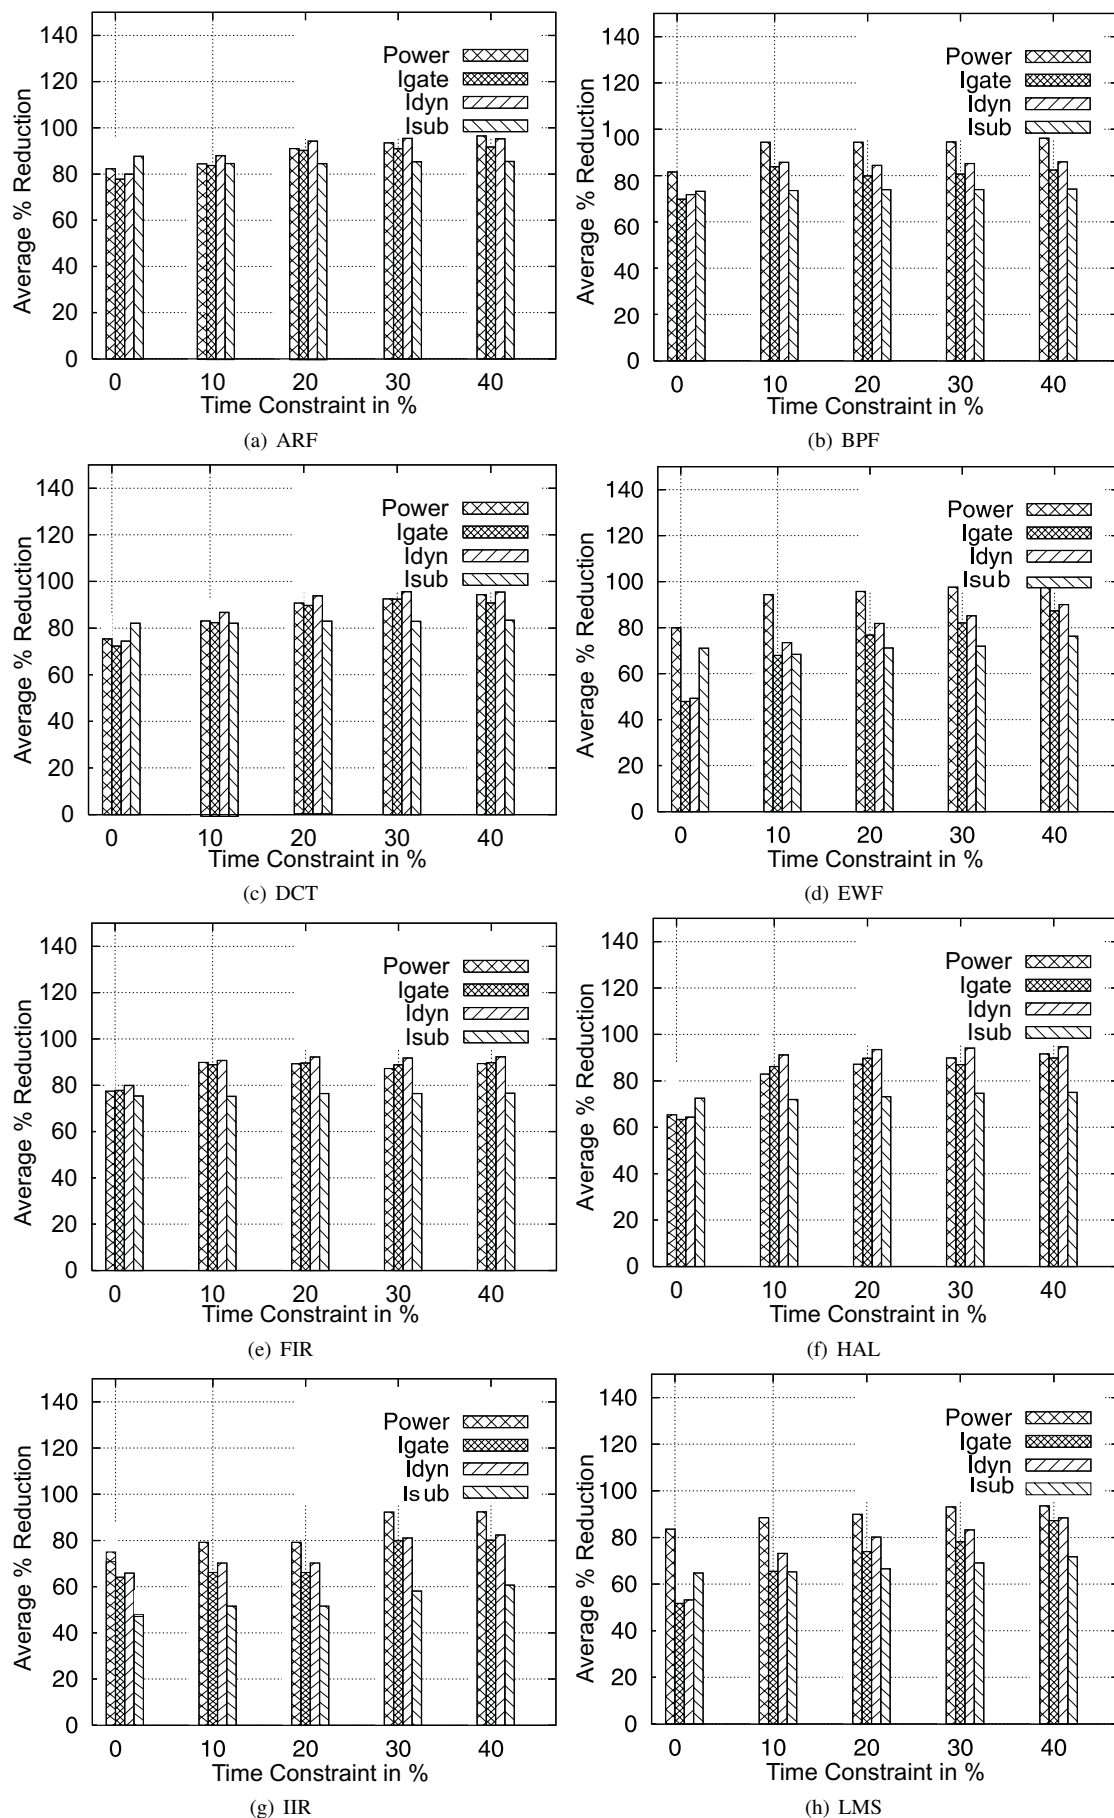 140
120
100
80
60
40
20
0
Average % Reduction
Power
Igate
Idyn
Isub
0 10 20 30 40
Time Constraint in %
(a) ARF
140
120
100
80
60
40
20
0
Average % Reduction
Power
Igate
Idyn
Isub
0 10 20 30 40
Time Constraint in %
(b) BPF
140
120
100
80
60
40
20
0
Average % Reduction
Power
Igate
Idyn
Isub
0 10 20 30 40
Time Constraint in %
(c) DCT
140
120
100
80
60
40
20
0
Average % Reduction
Power
Igate
Idyn
Isub
0 10 20 30 40
Time Constraint in %
(d) EWF
140
120
100
80
60
40
20
0
Average % Reduction
Power
Igate
Idyn
Isub
0 10 20 30 40
Time Constraint in %
(e) FIR
140
120
100
80
60
40
20
0
Average % Reduction
Power
Igate
Idyn
Isub
0 10 20 30 40
Time Constraint in %
(f) HAL
140
120
100
80
60
40
20
0
Average % Reduction
Power
Igate
Idyn
Isub
0 10 20 30 40
Time Constraint in %
(g) IIR
140
120
100
80
60
40
20
0
Average % Reduction
Power
Igate
Idyn
Isub
0 10 20 30 40
Time Constraint in %
(h) LMS